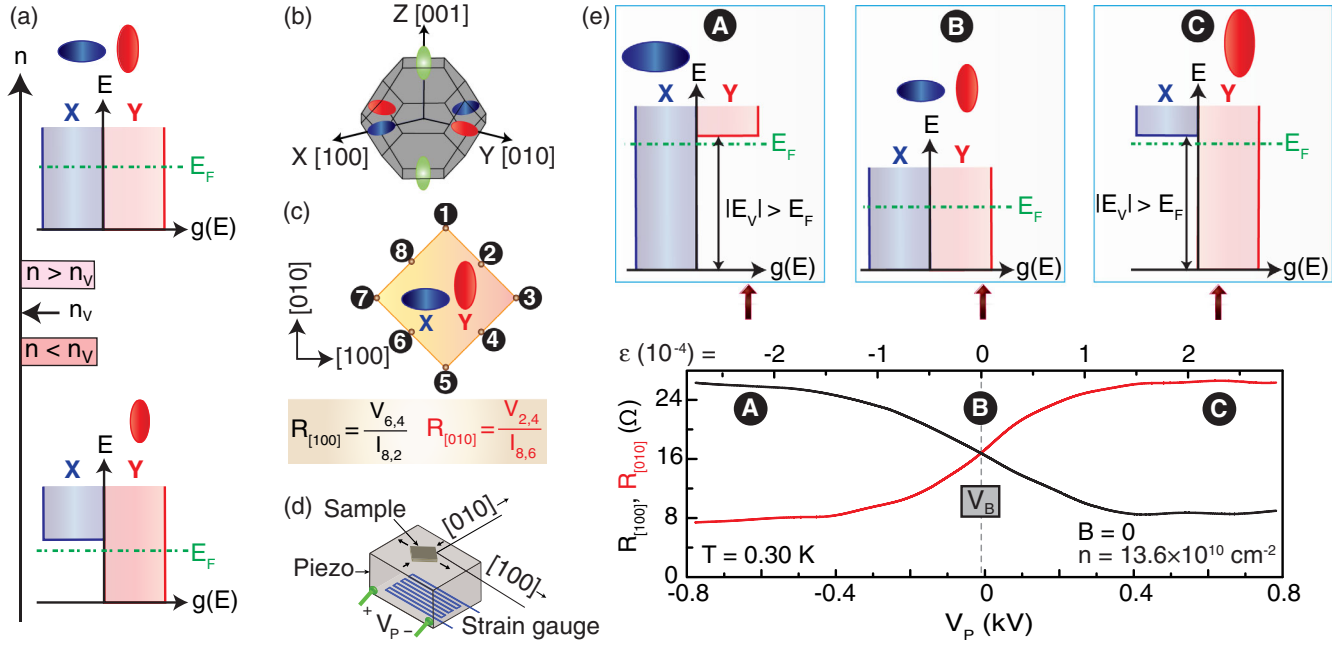 (a)
n
X
E
Y
E_F
g(E)
n > n_V
n_V
n < n_V
E
X
Y
E_F
g(E)
(b)
Z [001]
X [100]
Y [010]
(c)
1
2
3
4
5
6
7
8
X
Y
[010]
[100]
R_[100] = V_6,4 / I_8,2
R_[010] = V_2,4 / I_8,6
(d)
Sample
[010]
[100]
Piezo
+
V_P
–
Strain gauge
(e)
A
E
X
Y
E_F
|E_V| > E_F
g(E)
B
E
X
Y
E_F
g(E)
C
E
X
Y
E_F
|E_V| > E_F
g(E)
ε (10⁻⁴) =
-2
-1
0
1
2
R_[100], R_[010] (Ω)
24
16
8
0
A
B
C
V_B
T = 0.30 K
B = 0
n = 13.6×10¹⁰ cm⁻²
-0.8
-0.4
0
0.4
0.8
V_P (kV)